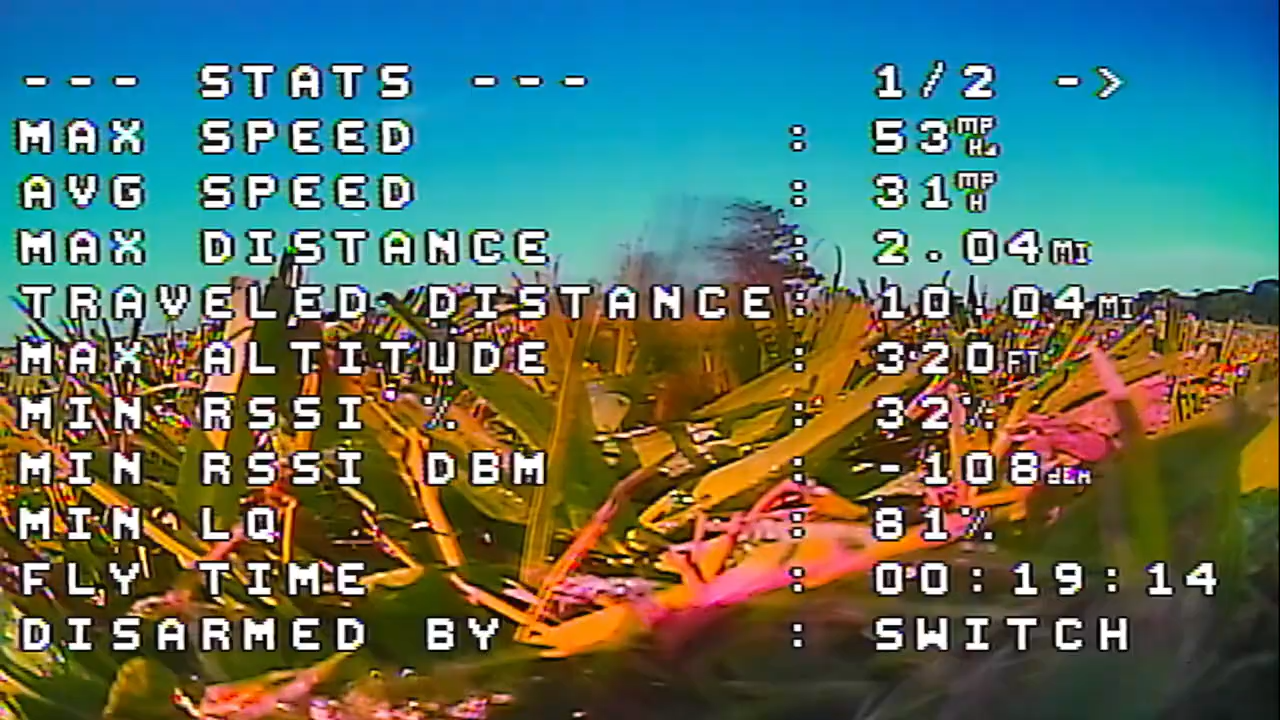 --- STATS --- 1/2 ->
MAX SPEED : 53MPH
AVG SPEED : 31MPH
MAX DISTANCE : 2.04MI
TRAVELED DISTANCE: 10.04MI
MAX ALTITUDE : 320FT
MIN RSSI % : 32%
MIN RSSI DBM : -108dBm
MIN LQ : 81%
FLY TIME : 00:19:14
DISARMED BY : SWITCH